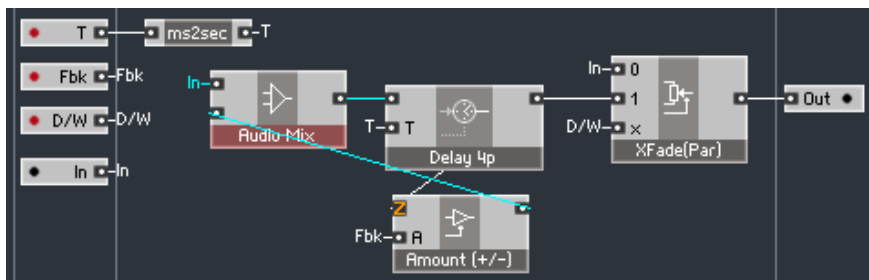 T
ms2sec
T
Fbk
Fbk
D/W
D/W
In
In
In
Audio Mix
T
T
Delay 4p
Z
Fbk
A
Amount (+/-)
In
0
1
D/W
x
XFade(Par)
Out